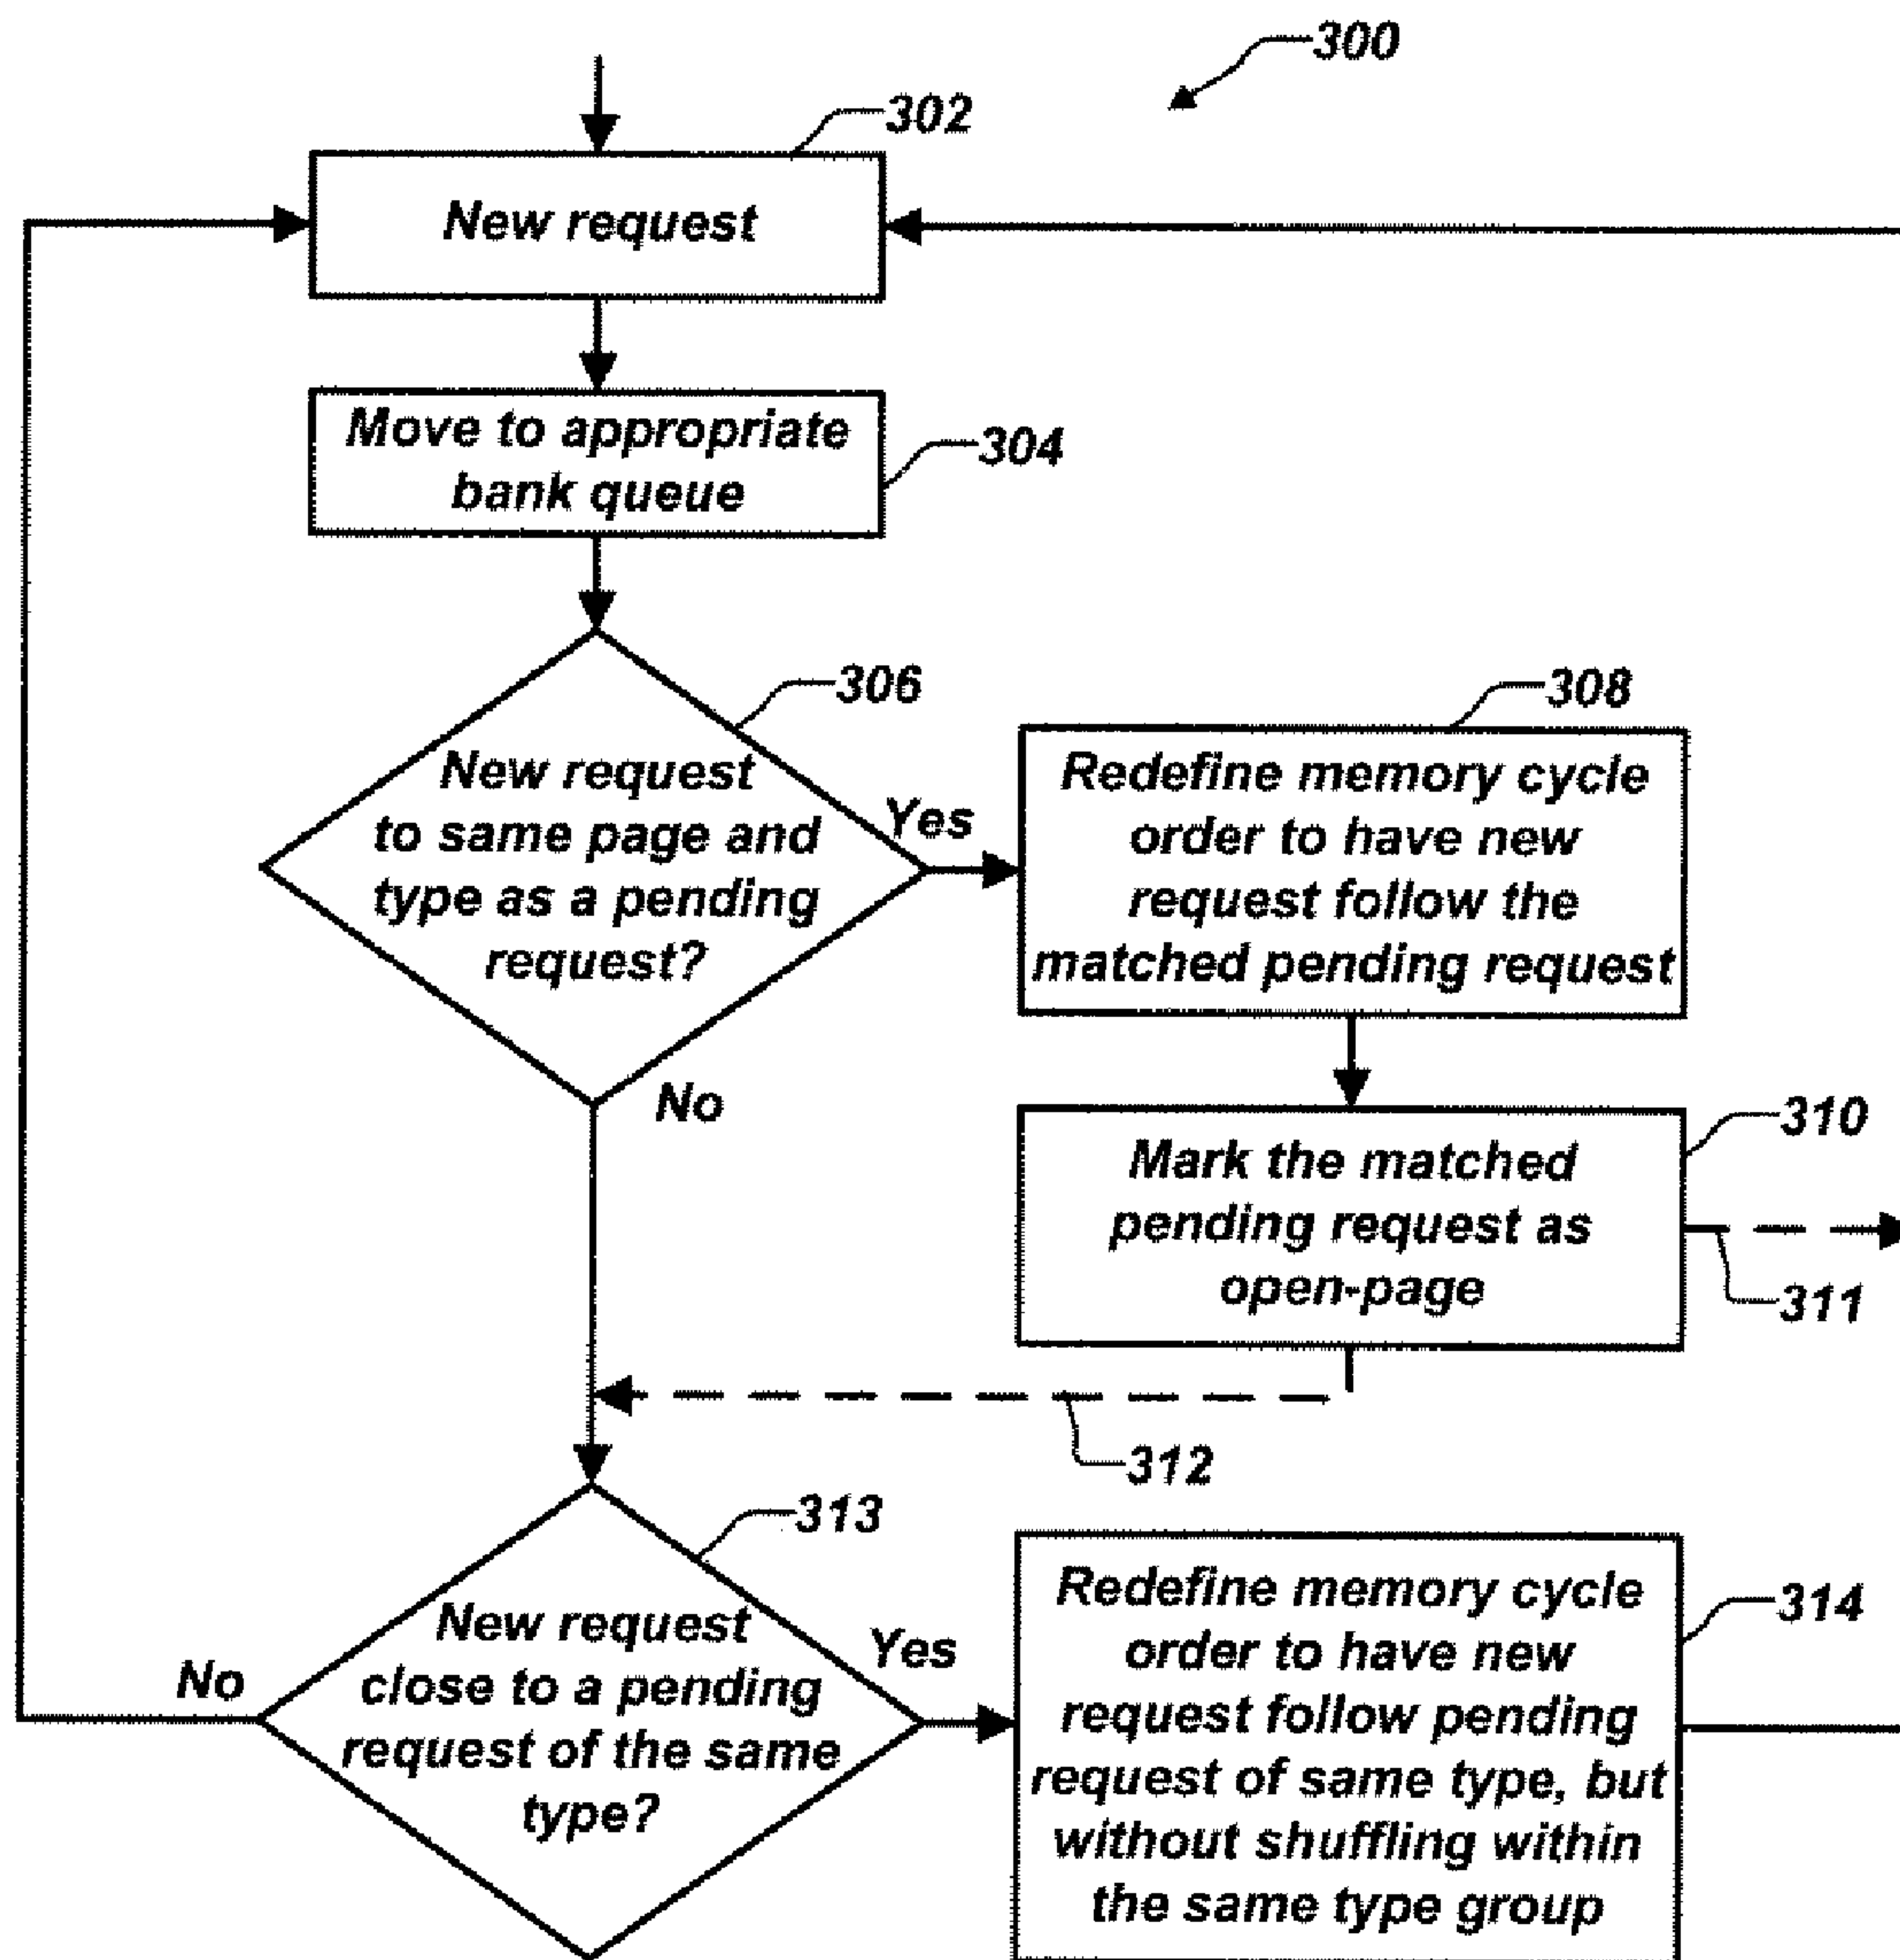 300
302
New request
Move to appropriate
bank queue
304
306
New request
to same page and
type as a pending
request?
Yes
No
308
Redefine memory cycle
order to have new
request follow the
matched pending request
310
Mark the matched
pending request as
open-page
311
312
313
New request
close to a pending
request of the same
type?
No
Yes
314
Redefine memory cycle
order to have new
request follow pending
request of same type, but
without shuffling within
the same type group